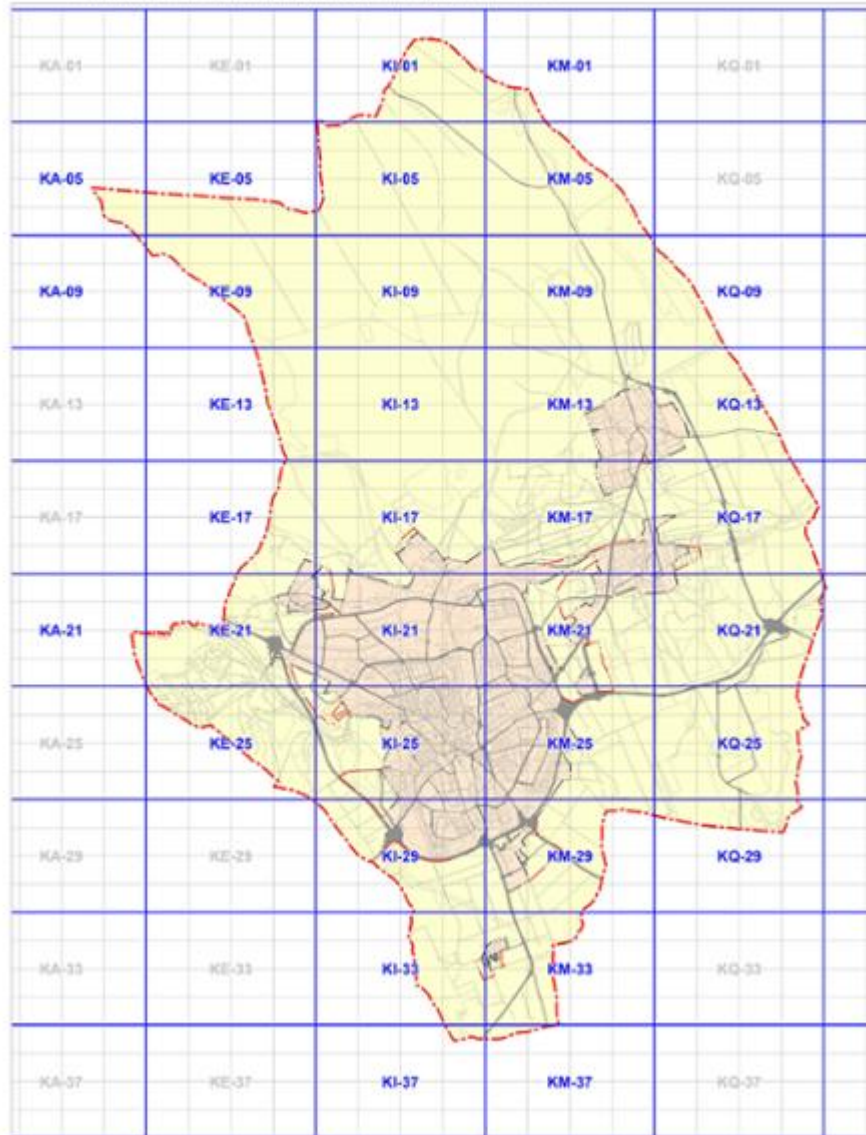 KA-01 KE-01 KI-01 KM-01 KQ-01
KA-05 KE-05 KI-05 KM-05 KQ-05
KA-09 KE-09 KI-09 KM-09 KQ-09
KA-13 KE-13 KI-13 KM-13 KQ-13
KA-17 KE-17 KI-17 KM-17 KQ-17
KA-21 KE-21 KI-21 KM-21 KQ-21
KA-25 KE-25 KI-25 KM-25 KQ-25
KA-29 KE-29 KI-29 KM-29 KQ-29
KA-33 KE-33 KI-33 KM-33 KQ-33
KA-37 KE-37 KI-37 KM-37 KQ-37